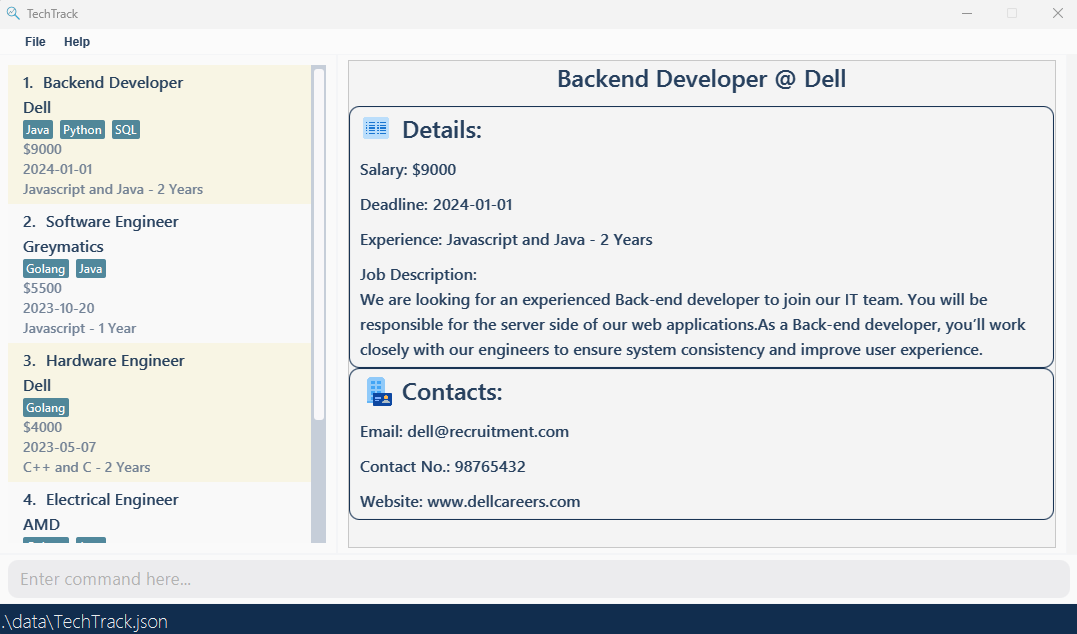 TechTrack
File Help
1. Backend Developer
Dell
Java Python SQL
$9000
2024-01-01
Javascript and Java - 2 Years
2. Software Engineer
Greymatics
Golang Java
$5500
2023-10-20
Javascript - 1 Year
3. Hardware Engineer
Dell
Golang
$4000
2023-05-07
C++ and C - 2 Years
4. Electrical Engineer
AMD
Backend Developer @ Dell
Details:
Salary: $9000
Deadline: 2024-01-01
Experience: Javascript and Java - 2 Years
Job Description:
We are looking for an experienced Back-end developer to join our IT team. You will be
responsible for the server side of our web applications.As a Back-end developer, you’ll work
closely with our engineers to ensure system consistency and improve user experience.
Contacts:
Email: dell@recruitment.com
Contact No.: 98765432
Website: www.dellcareers.com
Enter command here...
.\data\TechTrack.json